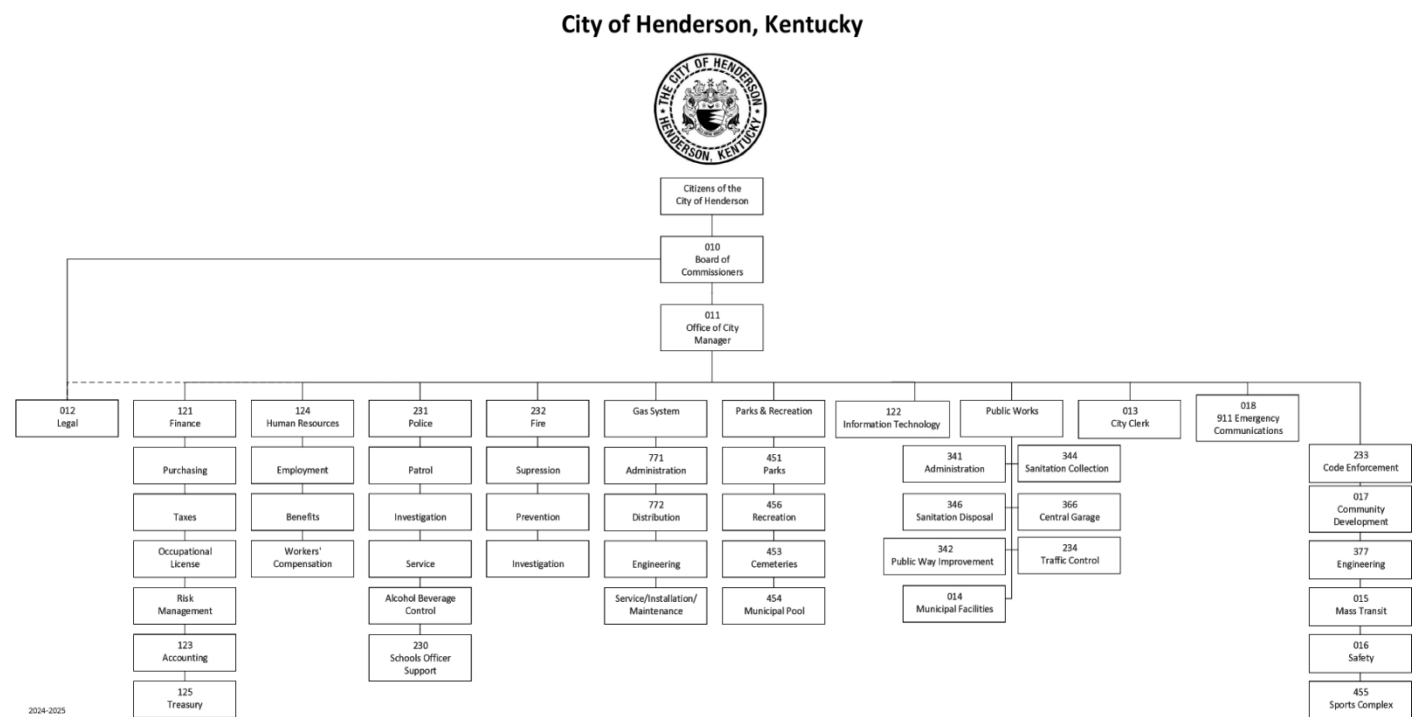 City of Henderson, Kentucky
THE CITY OF HENDERSON
HENDERSON, KENTUCKY
Citizens of the
City of Henderson
010
Board of
Commissioners
011
Office of City
Manager
012
Legal
121
Finance
124
Human Resources
231
Police
232
Fire
Gas System
Parks & Recreation
122
Information Technology
Public Works
013
City Clerk
018
911 Emergency
Communications
Purchasing
Taxes
Occupational
License
Risk
Management
123
Accounting
125
Treasury
Employment
Benefits
Workers'
Compensation
Patrol
Investigation
Service
Alcohol Beverage
Control
230
Schools Officer
Support
Supression
Prevention
Investigation
771
Administration
772
Distribution
Engineering
Service/Installation/
Maintenance
451
Parks
456
Recreation
453
Cemeteries
454
Municipal Pool
341
Administration
344
Sanitation Collection
346
Sanitation Disposal
366
Central Garage
342
Public Way Improvement
234
Traffic Control
014
Municipal Facilities
233
Code Enforcement
017
Community
Development
377
Engineering
015
Mass Transit
016
Safety
455
Sports Complex
2024-2025